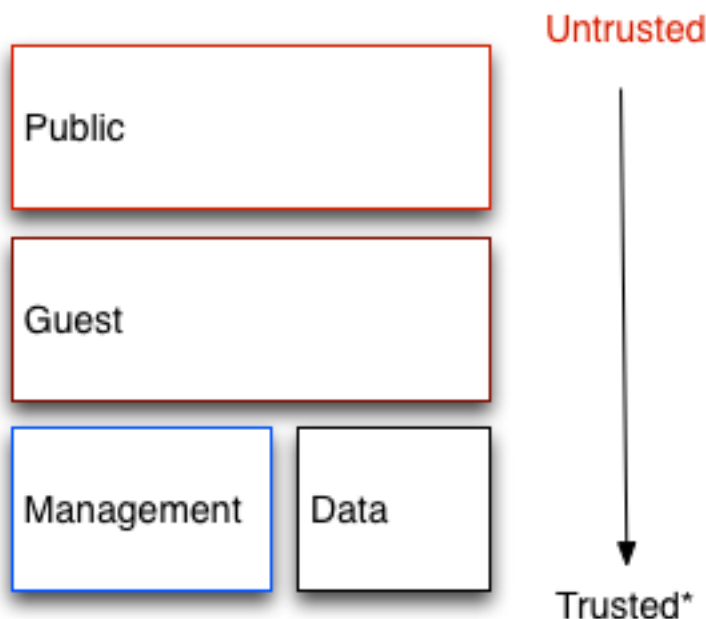 Untrusted
Public
Guest
Management
Data
Trusted*